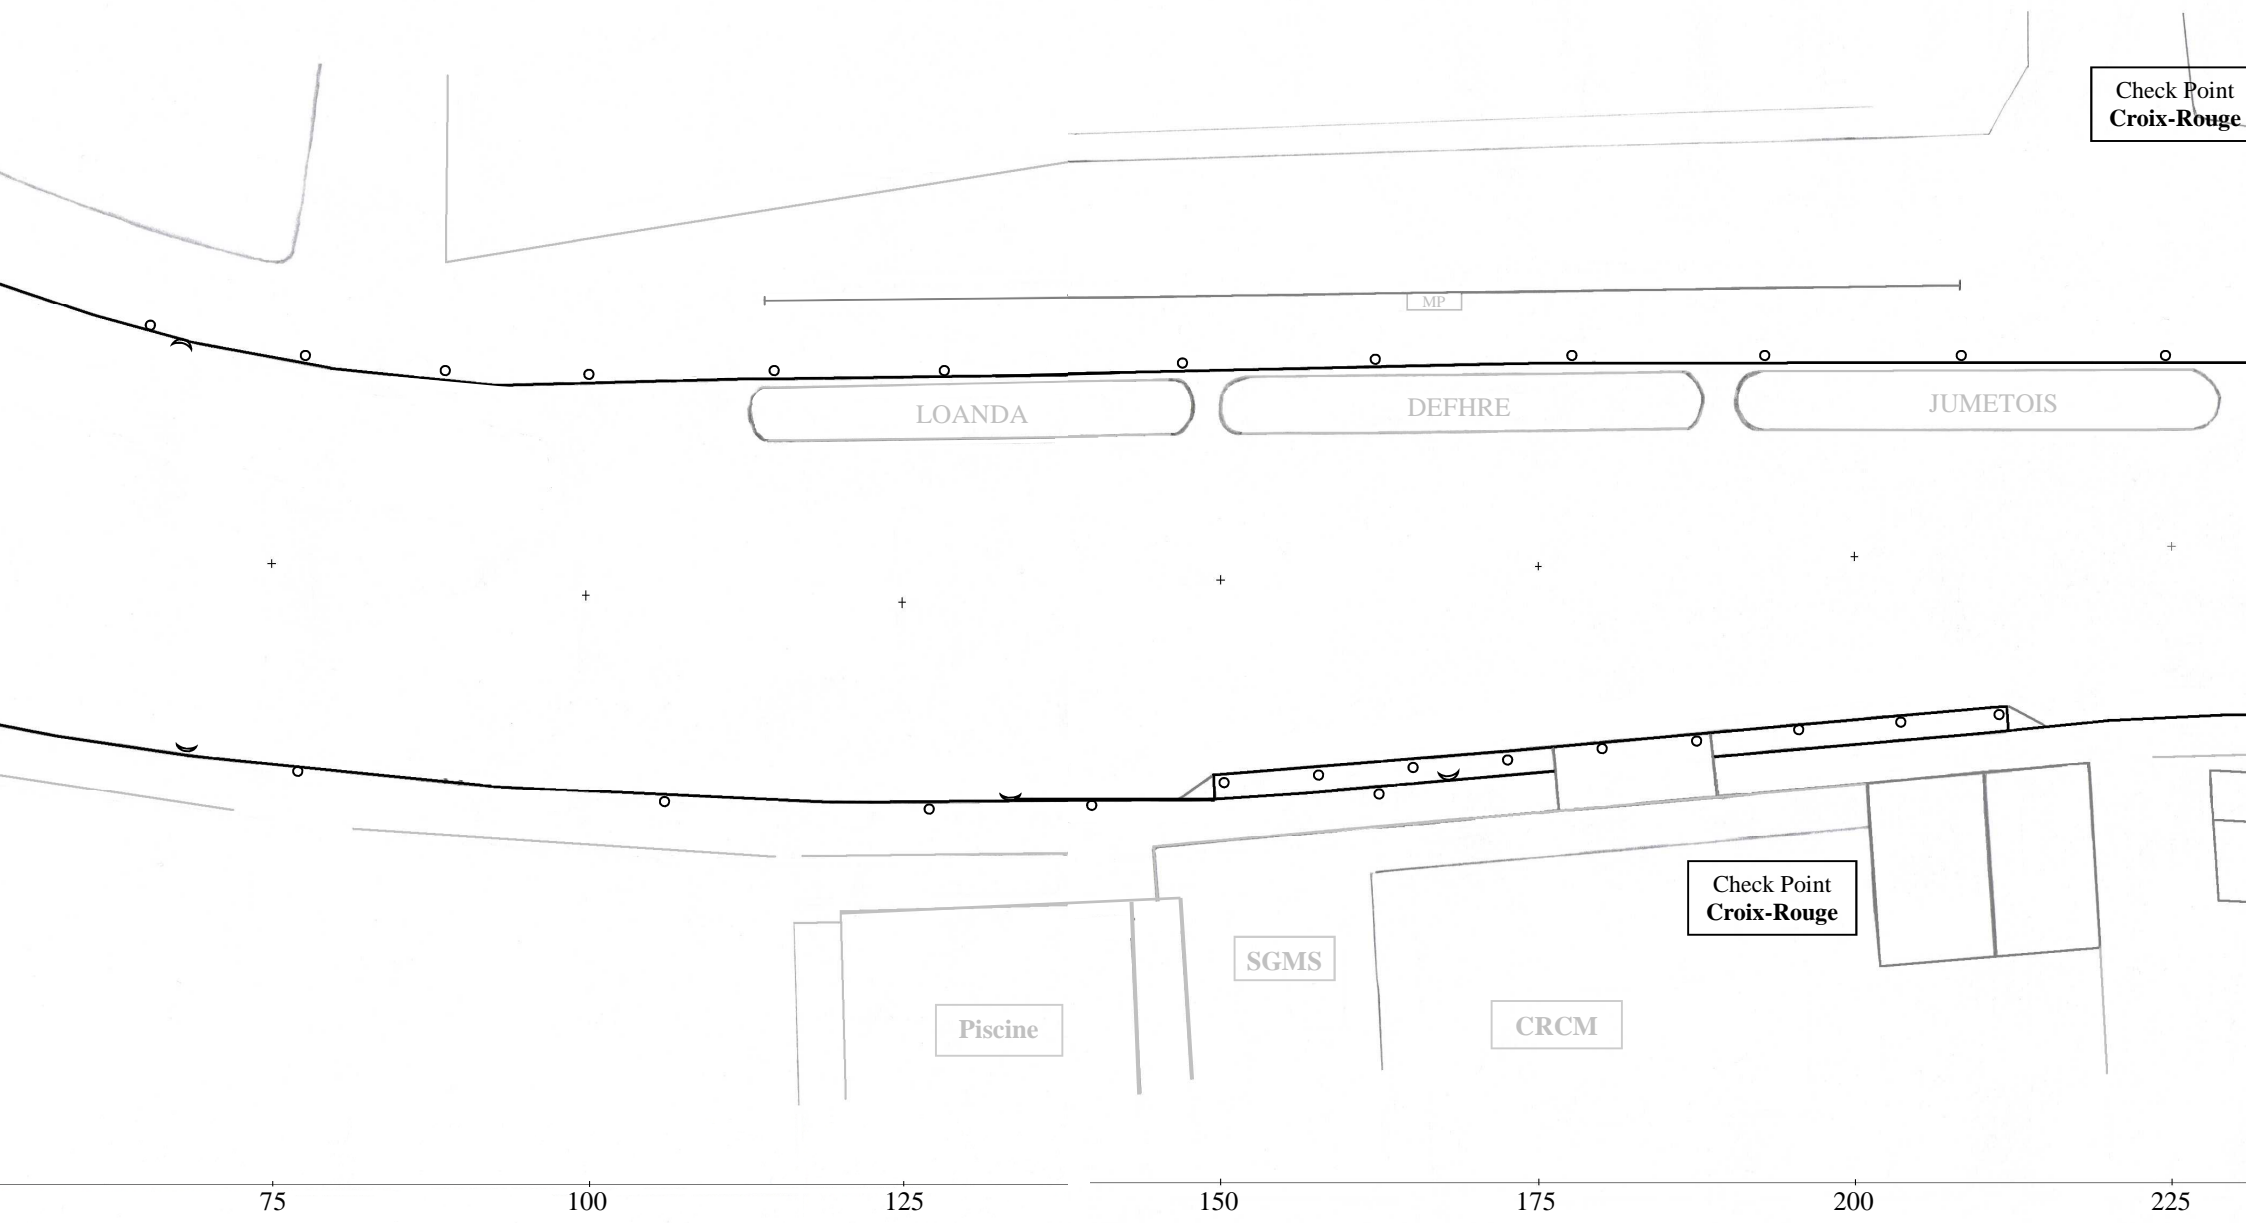 Check Point
Croix-Rouge
MP
LOANDA
DEFHRE
JUMETOIS
Check Point
Croix-Rouge
SGMS
Piscine
CRCM
75
100
125
150
175
200
225